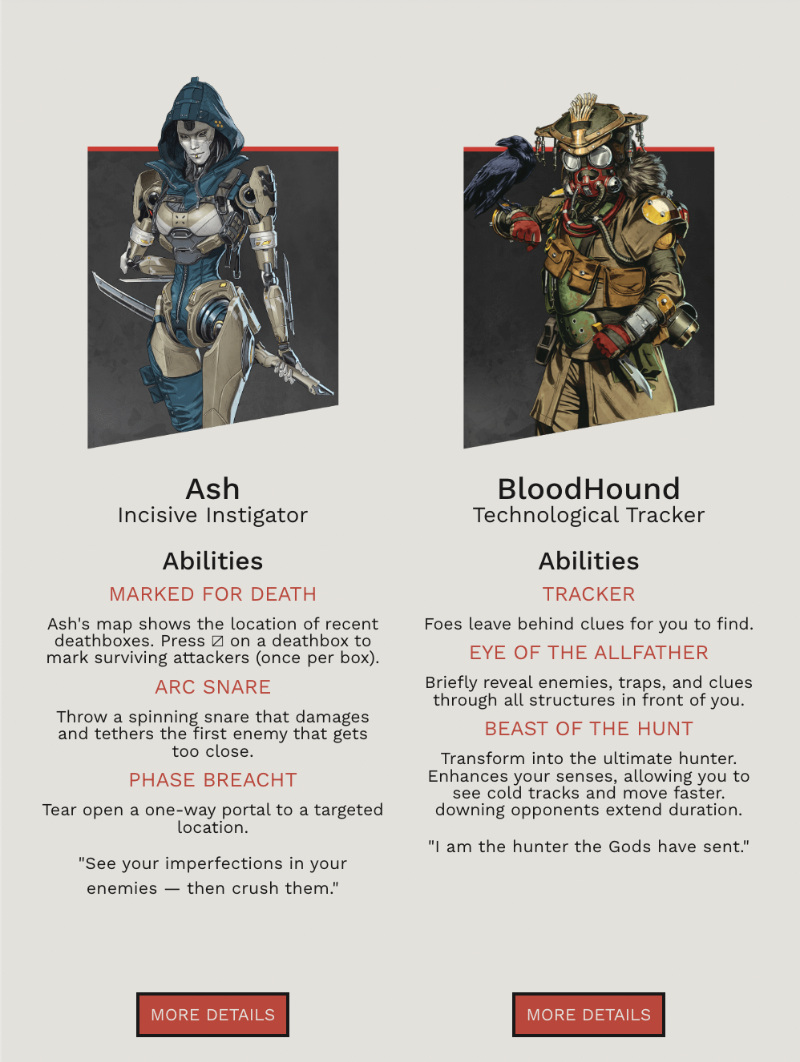 Ash
Incisive Instigator
Abilities
MARKED FOR DEATH
Ash's map shows the location of recent
deathboxes. Press ⍁ on a deathbox to
mark surviving attackers (once per box).
ARC SNARE
Throw a spinning snare that damages
and tethers the first enemy that gets
too close.
PHASE BREACHT
Tear open a one-way portal to a targeted
location.
"See your imperfections in your
enemies — then crush them."
MORE DETAILS
BloodHound
Technological Tracker
Abilities
TRACKER
Foes leave behind clues for you to find.
EYE OF THE ALLFATHER
Briefly reveal enemies, traps, and clues
through all structures in front of you.
BEAST OF THE HUNT
Transform into the ultimate hunter.
Enhances your senses, allowing you to
see cold tracks and move faster.
downing opponents extend duration.
"I am the hunter the Gods have sent."
MORE DETAILS